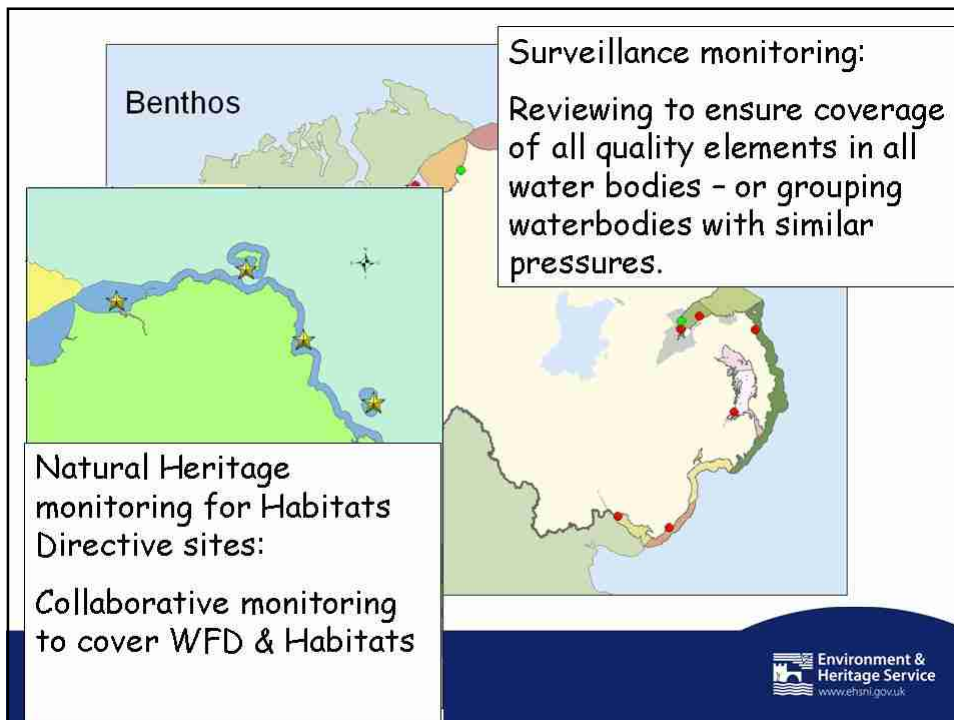 Benthos
Surveillance monitoring:
Reviewing to ensure coverage
of all quality elements in all
water bodies – or grouping
waterbodies with similar
pressures.
Natural Heritage
monitoring for Habitats
Directive sites:
Collaborative monitoring
to cover WFD & Habitats
Environment &
Heritage Service
www.ehsni.gov.uk